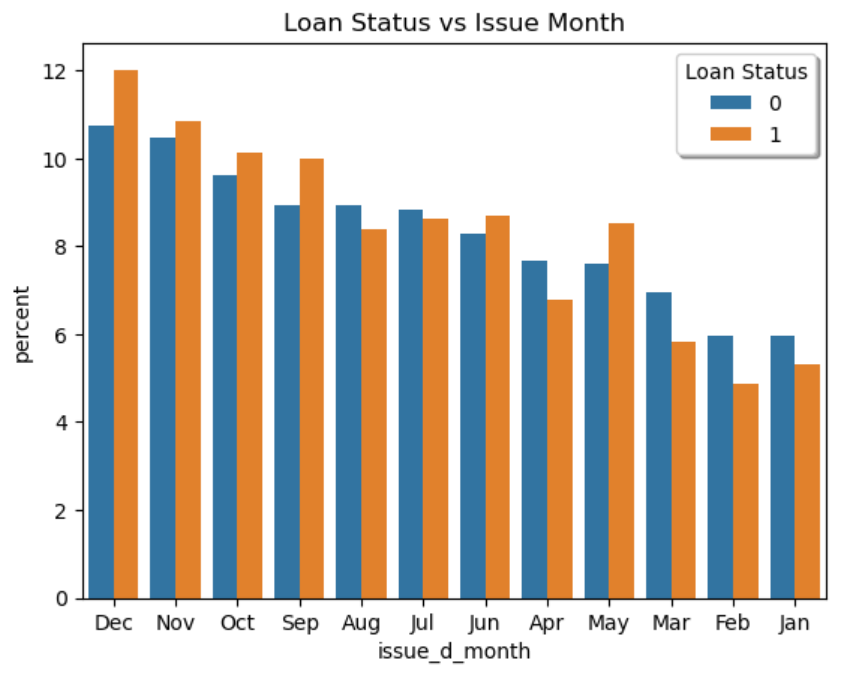 Loan Status vs Issue Month
Loan Status
0
1
percent
12
10
8
6
4
2
0
Dec Nov Oct Sep Aug Jul Jun Apr May Mar Feb Jan
issue_d_month